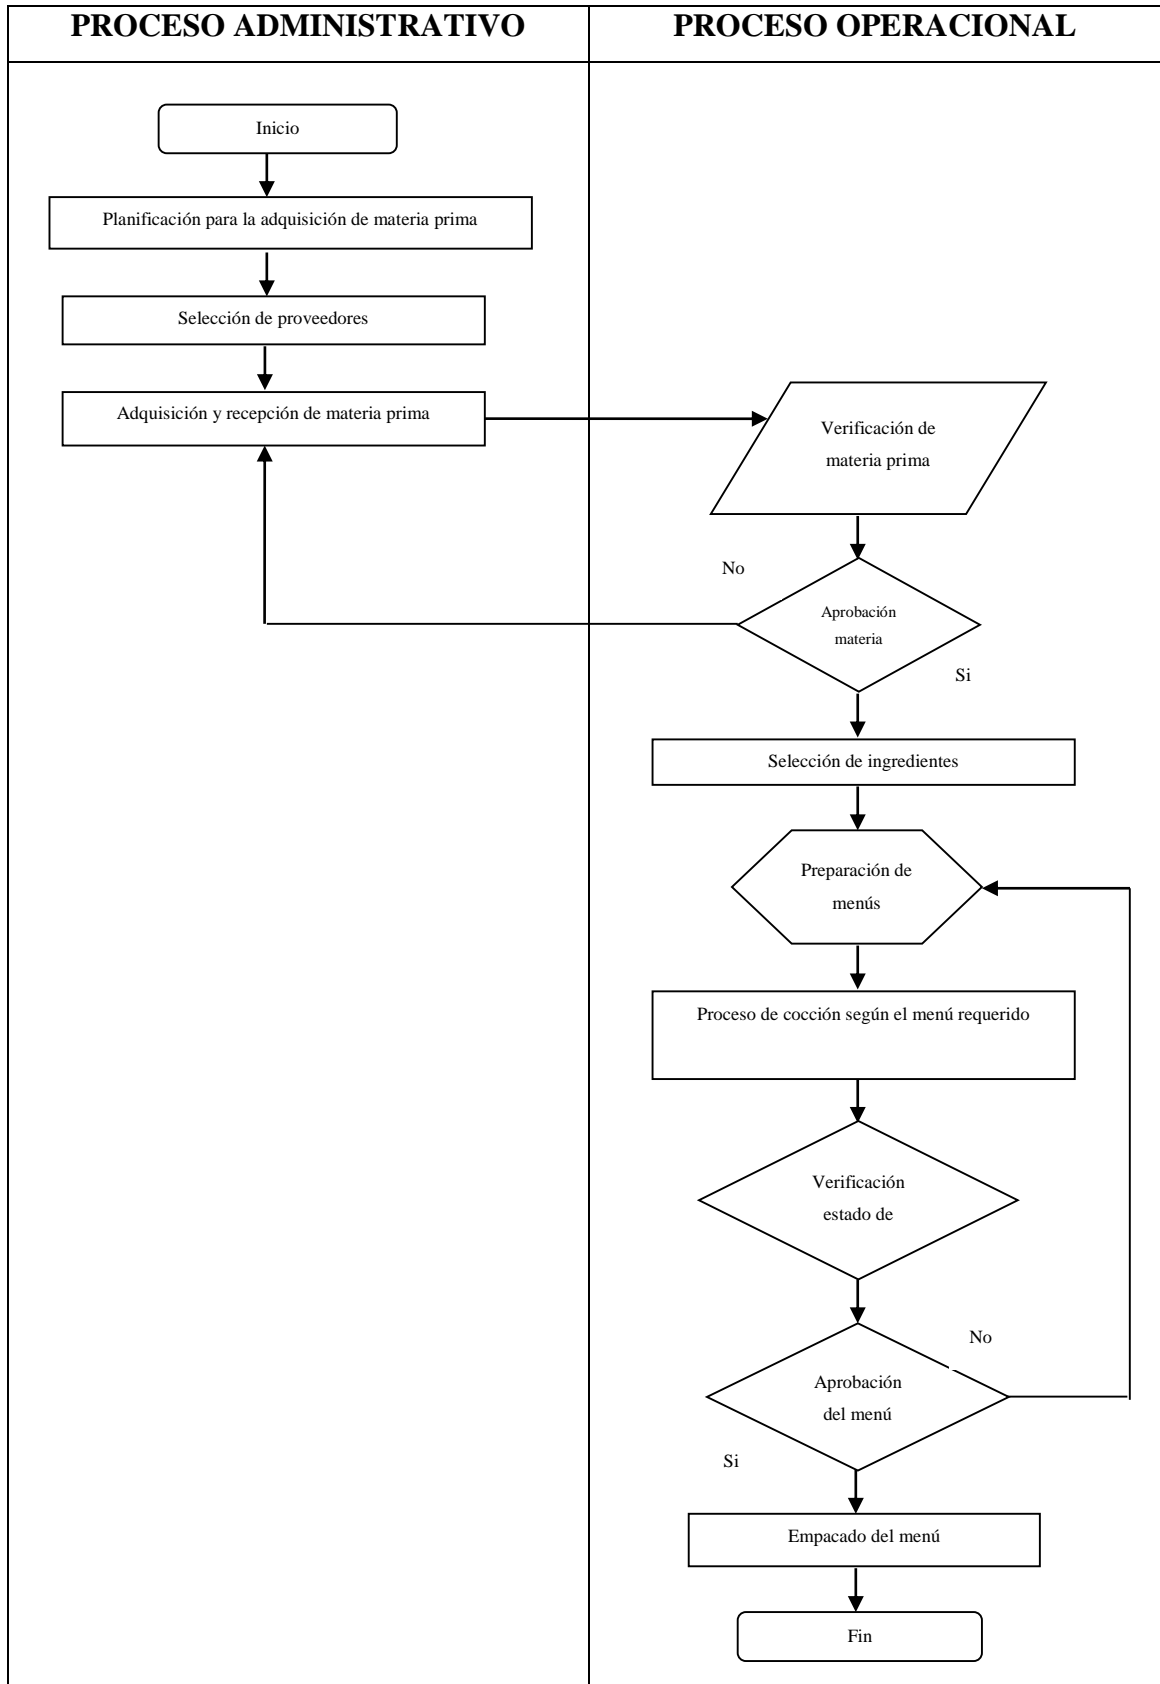 PROCESO ADMINISTRATIVO
PROCESO OPERACIONAL
Inicio
Planificación para la adquisición de materia prima
Selección de proveedores
Adquisición y recepción de materia prima
Verificación de
materia prima
No
Aprobación
materia
Si
Selección de ingredientes
Preparación de
menús
Proceso de cocción según el menú requerido
Verificación
estado de
No
Aprobación
del menú
Si
Empacado del menú
Fin